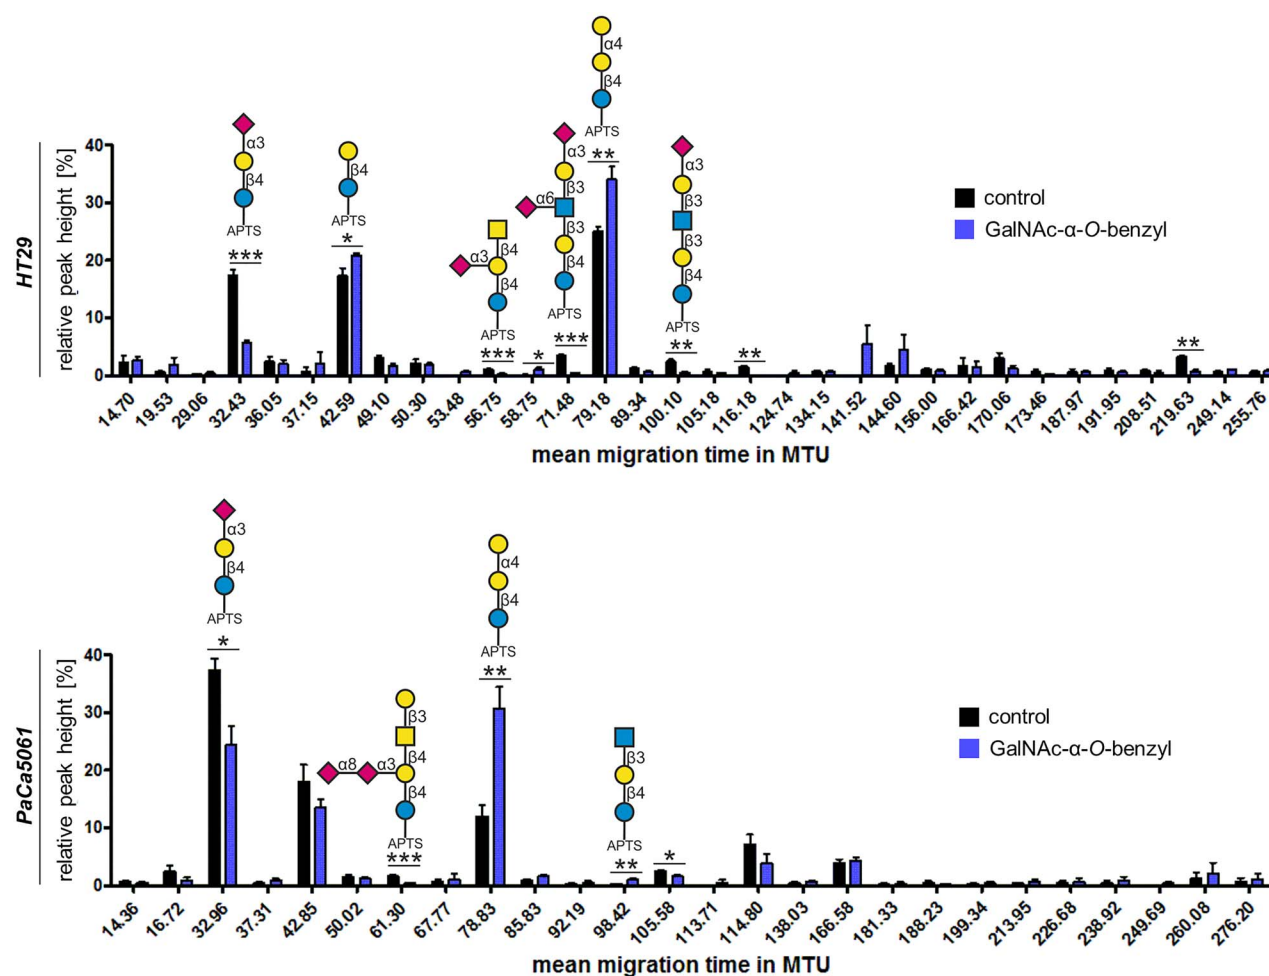 α4
β4
APTS
**
α3
β4
APTS
***
β4
APTS
*
α3
β4
β4
APTS
***
*
α3
β3
α6
β3
β4
APTS
***
α3
β3
β3
β4
APTS
**
**
**
HT29
relative peak height [%]
40
30
20
10
0
control
GalNAc-α-O-benzyl
14.70 19.53 29.06 32.43 36.05 37.15 42.59 49.10 50.30 53.48 56.75 58.75 71.48 79.18 89.34 100.10 105.18 116.18 124.74 134.15 141.52 144.60 156.00 166.42 170.06 173.46 187.97 191.95 208.51 219.63 249.14 255.76
mean migration time in MTU
α3
β4
APTS
*
β3
β4
α8 α3
β4
APTS
***
α4
β4
APTS
**
β3
β4
APTS
**
*
PaCa5061
relative peak height [%]
40
30
20
10
0
control
GalNAc-α-O-benzyl
14.36 16.72 32.96 37.31 42.85 50.02 61.30 67.77 78.83 85.83 92.19 98.42 105.58 113.71 114.80 138.03 166.58 181.33 188.23 199.34 213.95 226.68 238.92 249.69 260.08 276.20
mean migration time in MTU